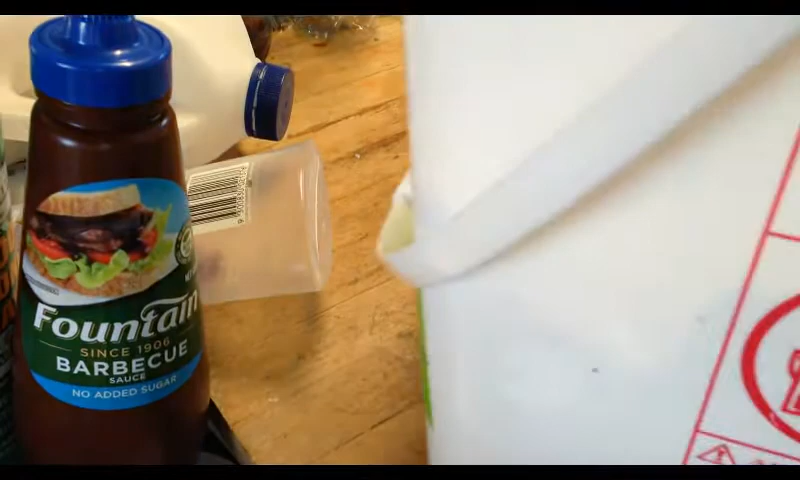 Fountain
SINCE 1906
BARBECUE
SAUCE
NO ADDED SUGAR